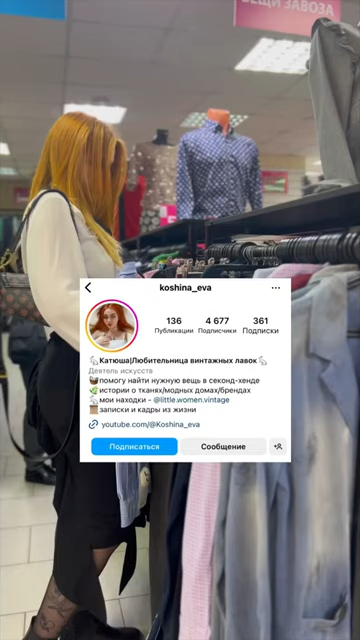 ВЕЩИ ЗАВОЗА
koshina_eva
136 4 677 361
Публикации Подписчики Подписки
Катюша|Любительница винтажных лавок
Деятель искусств
помогу найти нужную вещь в секонд-хенде
истории о тканях/модных домах/брендах
мои находки - @little.women.vintage
записки и кадры из жизни
youtube.com/@Koshina_eva
Подписаться Сообщение